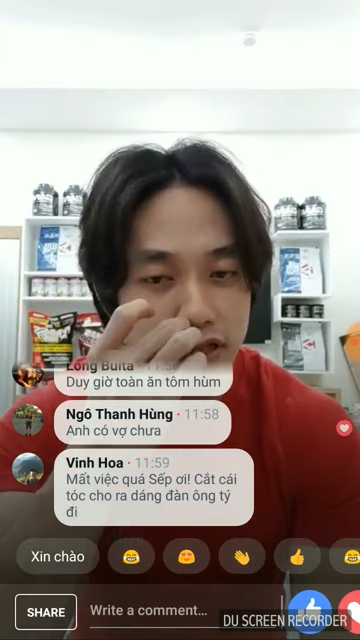 Long Buita
Duy giờ toàn ăn tôm hùm
Ngô Thanh Hùng · 11:58
Anh có vợ chưa
Vinh Hoa · 11:59
Mất việc quá Sếp ơi! Cắt cái
tóc cho ra dáng đàn ông tý
đi
Xin chào
SHARE
Write a comment...
DU SCREEN RECORDER